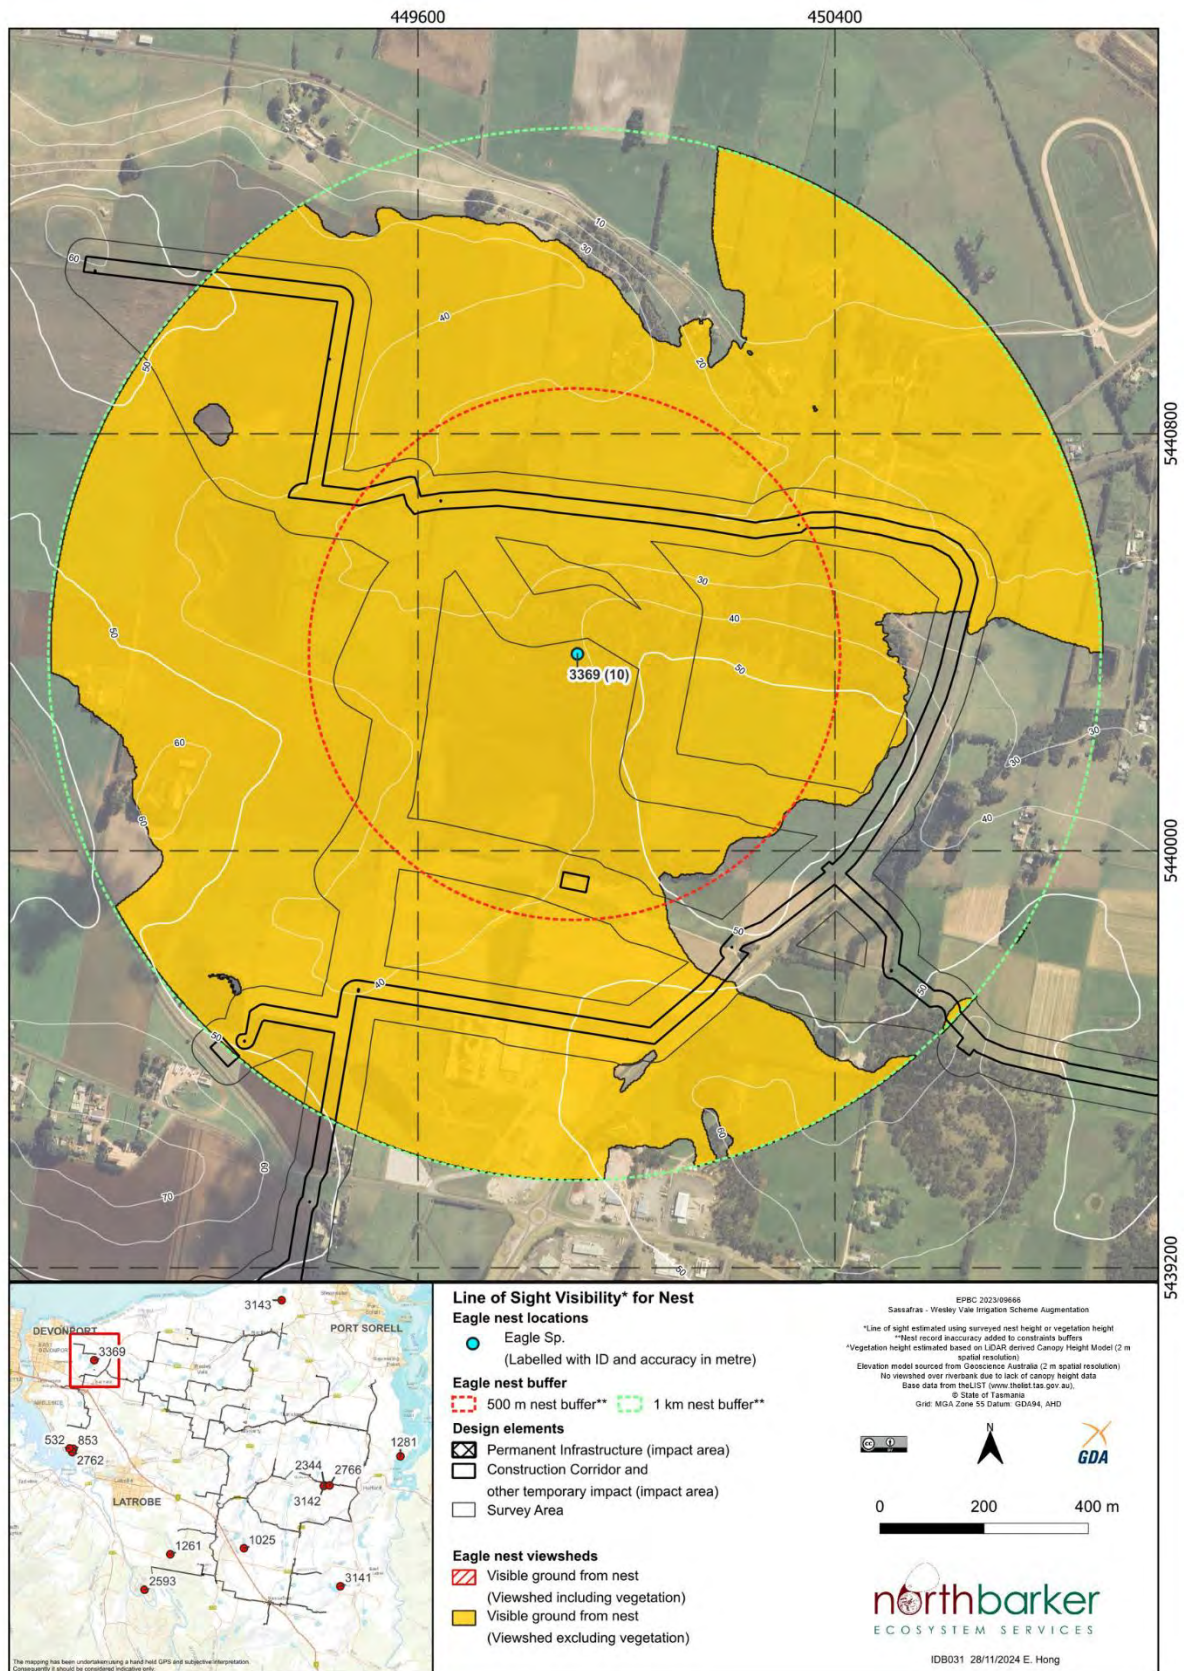 449600
450400
10
30
60
40
20
50
5440800
30
40
50
50
3369 (10)
60
30
30
60
40
5440000
50
40
50
50
60
60
70
50
5439200
3143
DEVONPORT
PORT SORELL
3369
532
853
2762
1281
2344
2766
3142
LATROBE
1261
1025
2593
3141
The mapping has been undertaken using a hand held GPS and subjective interpretation.
Consequently it should be considered indicative only.
Line of Sight Visibility* for Nest
Eagle nest locations
Eagle Sp.
(Labelled with ID and accuracy in metre)
Eagle nest buffer
500 m nest buffer**
1 km nest buffer**
Design elements
Permanent Infrastructure (impact area)
Construction Corridor and
other temporary impact (impact area)
Survey Area
Eagle nest viewsheds
Visible ground from nest
(Viewshed including vegetation)
Visible ground from nest
(Viewshed excluding vegetation)
EPBC 2023/09666
Sassafras - Wesley Vale Irrigation Scheme Augmentation
*Line of sight estimated using surveyed nest height or vegetation height
**Nest record inaccuracy added to constraints buffers
*Vegetation height estimated based on LiDAR derived Canopy Height Model (2 m
spatial resolution)
Elevation model sourced from Geoscience Australia (2 m spatial resolution)
No viewshed over riverbank due to lack of canopy height data
Base data from theLIST (www.thelist.tas.gov.au),
© State of Tasmania
Grid: MGA Zone 55 Datum: GDA94, AHD
cc
BY
N
GDA
0 200 400 m
northbarker
ECOSYSTEM SERVICES
IDB031 28/11/2024 E. Hong